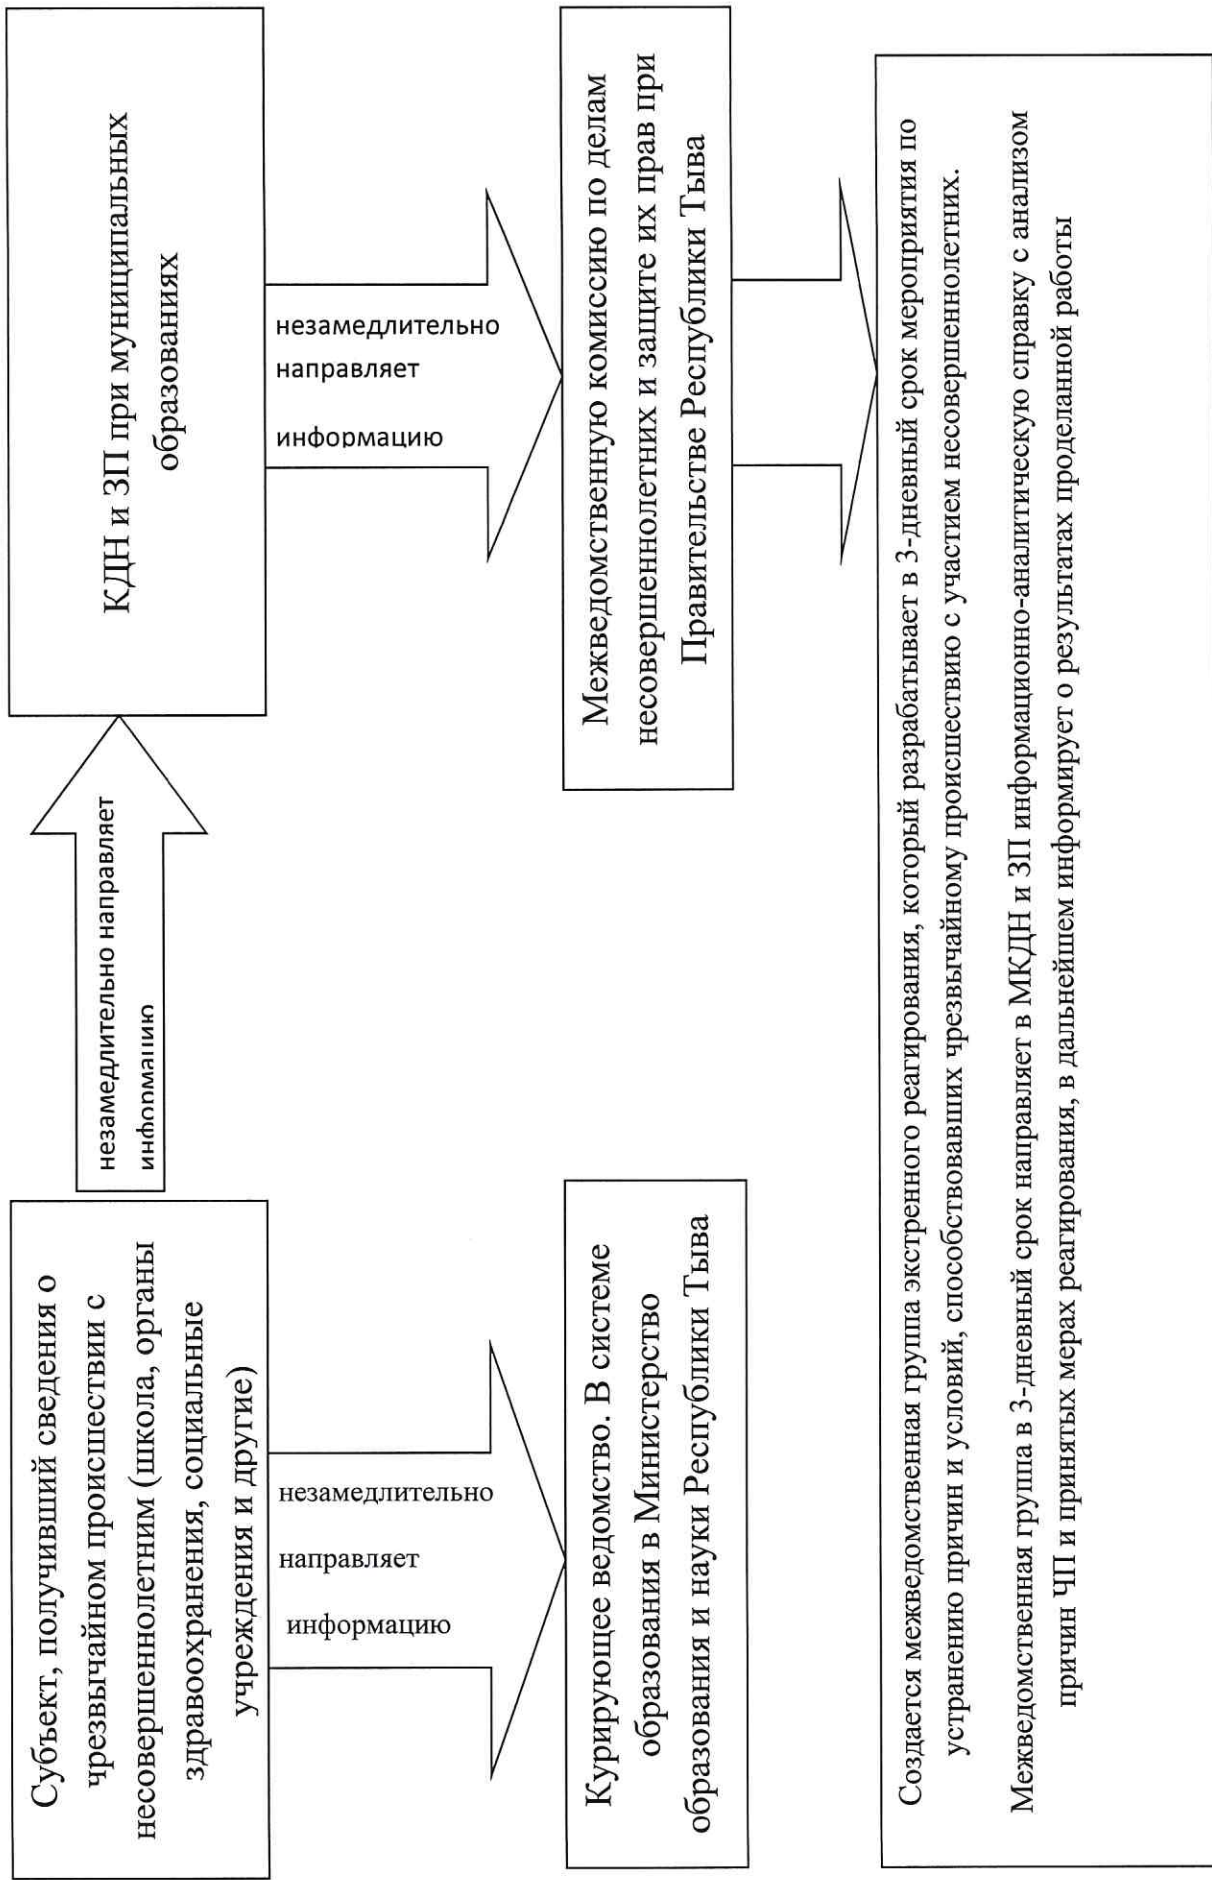 Субъект, получивший сведения о
чрезвычайном происшествии с
несовершеннолетним (школа, органы
здравоохранения, социальные
учреждения и другие)
незамедлительно направляет
информацию
КДН и ЗП при муниципальных
образованиях
незамедлительно
направляет
информацию
незамедлительно
направляет
информацию
Курирующее ведомство. В системе
образования в Министерство
образования и науки Республики Тыва
Межведомственную комиссию по делам
несовершеннолетних и защите их прав при
Правительстве Республики Тыва
Создается межведомственная группа экстренного реагирования, который разрабатывает в 3-дневный срок мероприятия по
устранению причин и условий, способствовавших чрезвычайному происшествию с участием несовершеннолетних.
Межведомственная группа в 3-дневный срок направляет в МКДН и ЗП информационно-аналитическую справку с анализом
причин ЧП и принятых мерах реагирования, в дальнейшем информирует о результатах проделанной работы